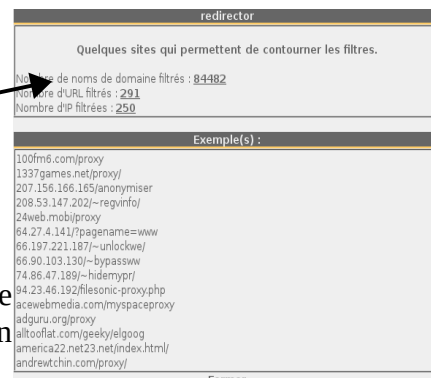 redirector
Quelques sites qui permettent de contourner les filtres.
Nombre de noms de domaine filtrés : 84482
Nombre d'URL filtrés : 291
Nombre d'IP filtrées : 250
Exemple(s) :
100fm6.com/proxy
1337games.net/proxy/
207.156.166.165/anonymiser
208.53.147.202/~regvinfo/
24web.mobi/proxy
64.27.4.141/?pagename=www
66.197.221.187/~unlockwe/
66.90.103.130/~bypassww
74.86.47.189/~hidemypr/
94.23.46.192/filesonic-proxy.php
acewebmedia.com/myspaceproxy
adguru.org/proxy
alltooflat.com/geeky/elgoog
america22.net23.net/index.html/
andrewtchin.com/proxy/
e
n